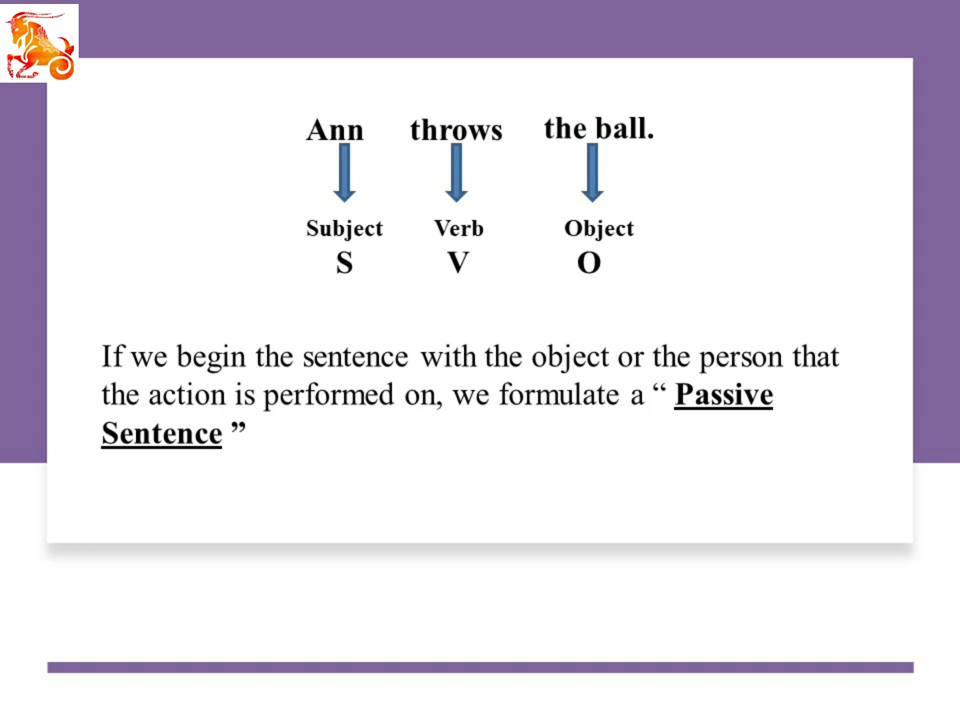 Ann throws the ball.
Subject Verb Object
S V O
If we begin the sentence with the object or the person that
the action is performed on, we formulate a “ Passive
Sentence ”